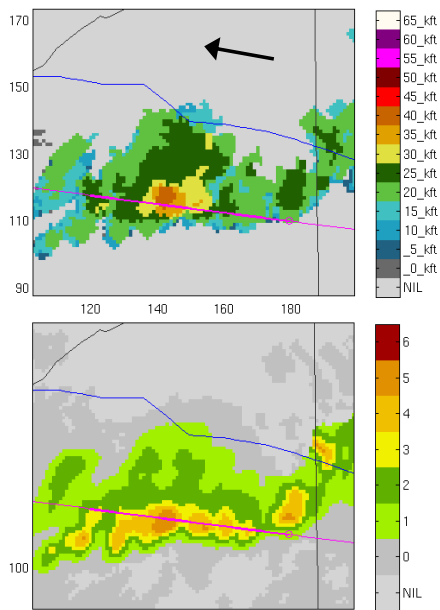 170
150
130
110
90
120 140 160 180
65_kft
60_kft
55_kft
50_kft
45_kft
40_kft
35_kft
30_kft
25_kft
20_kft
15_kft
10_kft
_5_kft
_0_kft
NIL
100
6
5
4
3
2
1
0
NIL